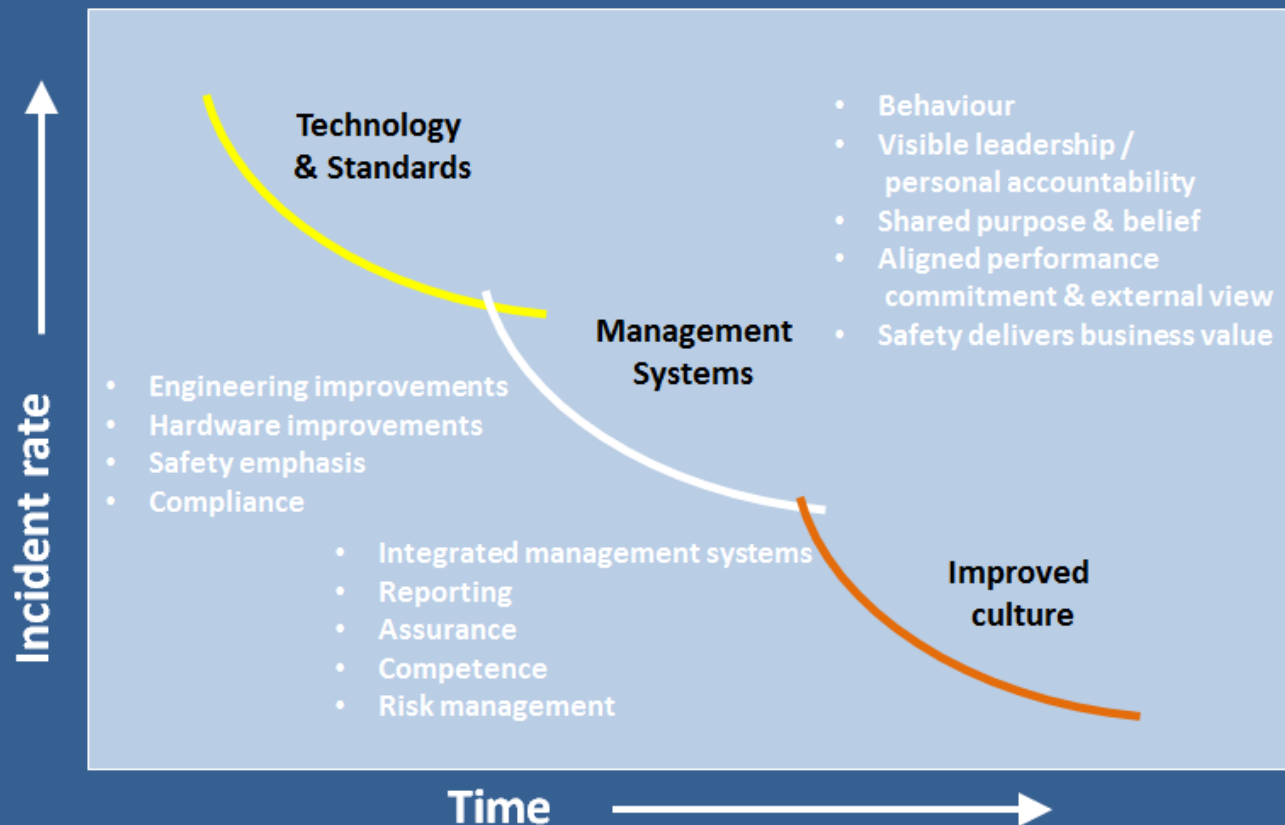 Technology
& Standards
• Behaviour
• Visible leadership /
personal accountability
• Shared purpose & belief
• Aligned performance
commitment & external view
• Safety delivers business value
Management
Systems
• Engineering improvements
• Hardware improvements
• Safety emphasis
• Compliance
• Integrated management systems
• Reporting
• Assurance
• Competence
• Risk management
Improved
culture
Incident rate
Time